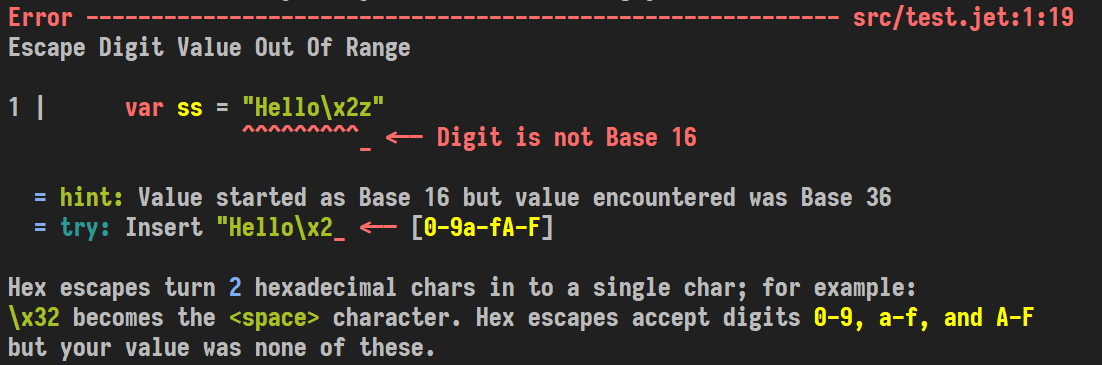 Error ---------------------------------------------------------- src/test.jet:1:19
Escape Digit Value Out Of Range
1 |      var ss = "Hello\x2z"
^^^^^^^^^_ <-- Digit is not Base 16
= hint: Value started as Base 16 but value encountered was Base 36
= try: Insert "Hello\x2_ <-- [0-9a-fA-F]
Hex escapes turn 2 hexadecimal chars in to a single char; for example:
\x32 becomes the <space> character. Hex escapes accept digits 0-9, a-f, and A-F
but your value was none of these.